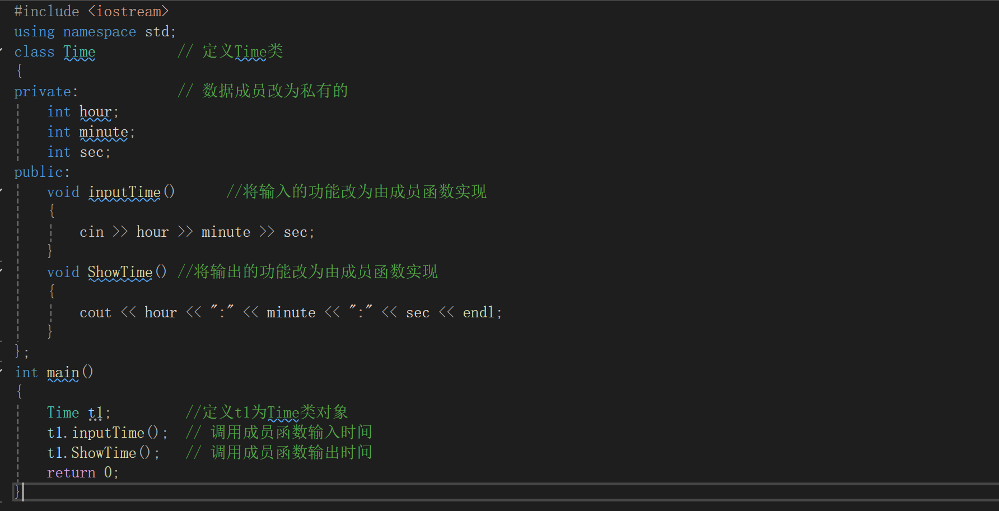 #include <iostream>
using namespace std;
class Time          // 定义Time类
{
private:            // 数据成员改为私有的
    int hour;
    int minute;
    int sec;
public:
    void inputTime()      //将输入的功能改为由成员函数实现
    {
        cin >> hour >> minute >> sec;
    }
    void ShowTime() //将输出的功能改为由成员函数实现
    {
        cout << hour << ":" << minute << ":" << sec << endl;
    }
};
int main()
{
    Time t1;         //定义t1为Time类对象
    t1.inputTime();  // 调用成员函数输入时间
    t1.ShowTime();   // 调用成员函数输出时间
    return 0;
}